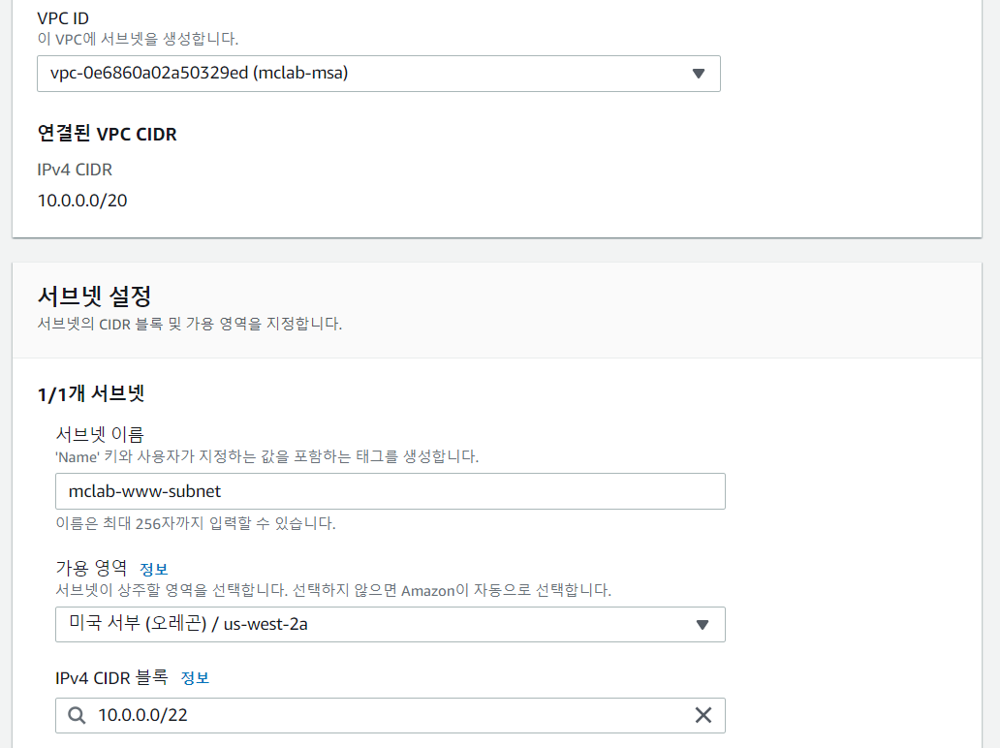 VPC ID
이 VPC에 서브넷을 생성합니다.
vpc-0e6860a02a50329ed (mclab-msa)
연결된 VPC CIDR
IPv4 CIDR
10.0.0.0/20
서브넷 설정
서브넷의 CIDR 블록 및 가용 영역을 지정합니다.
1/1개 서브넷
서브넷 이름
'Name' 키와 사용자가 지정하는 값을 포함하는 태그를 생성합니다.
mclab-www-subnet
이름은 최대 256자까지 입력할 수 있습니다.
가용 영역 정보
서브넷이 상주할 영역을 선택합니다. 선택하지 않으면 Amazon이 자동으로 선택합니다.
미국 서부 (오레곤) / us-west-2a
IPv4 CIDR 블록 정보
10.0.0.0/22